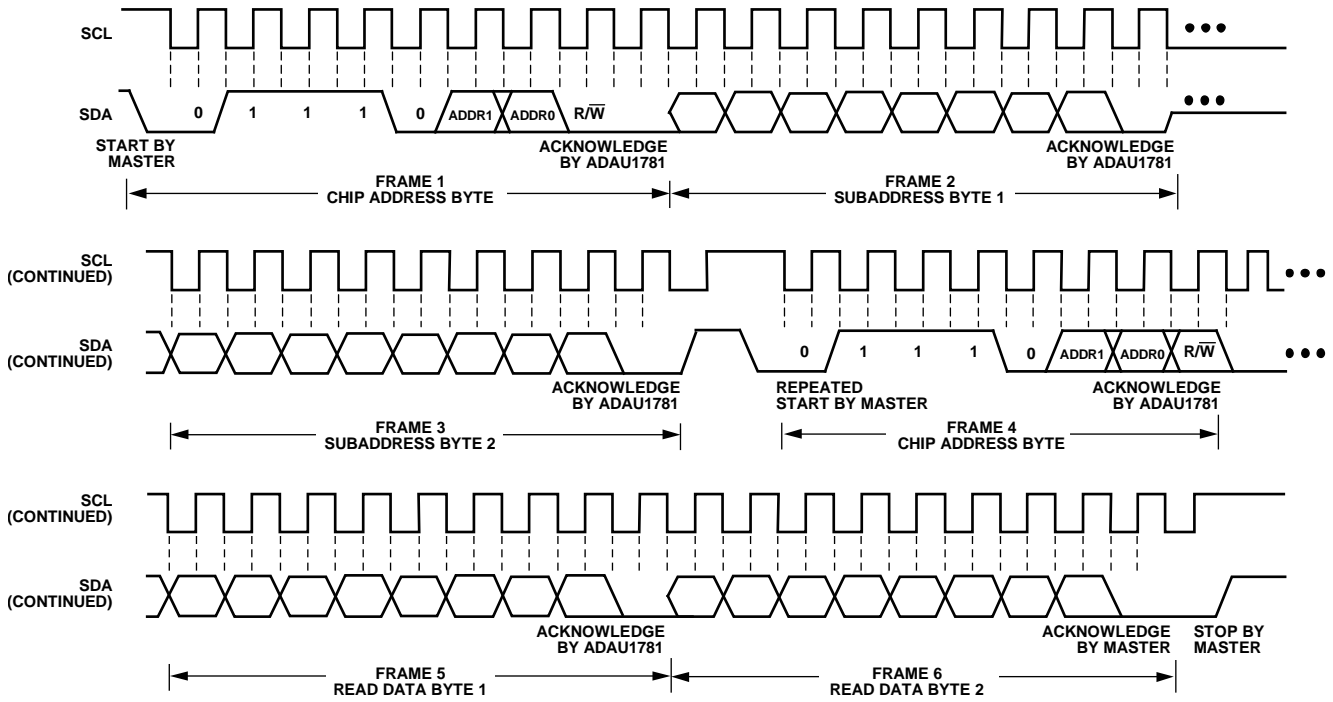 SCL
SDA
0 1 1 1 0 ADDR1 ADDR0 R/W̅
START BY
MASTER
ACKNOWLEDGE
BY ADAU1781
ACKNOWLEDGE
BY ADAU1781
FRAME 1
CHIP ADDRESS BYTE
FRAME 2
SUBADDRESS BYTE 1
SCL
(CONTINUED)
SDA
(CONTINUED)
0 1 1 1 0 ADDR1 ADDR0 R/W̅
ACKNOWLEDGE
BY ADAU1781
REPEATED
START BY MASTER
ACKNOWLEDGE
BY ADAU1781
FRAME 3
SUBADDRESS BYTE 2
FRAME 4
CHIP ADDRESS BYTE
SCL
(CONTINUED)
SDA
(CONTINUED)
ACKNOWLEDGE
BY ADAU1781
ACKNOWLEDGE
BY MASTER
STOP BY
MASTER
FRAME 5
READ DATA BYTE 1
FRAME 6
READ DATA BYTE 2